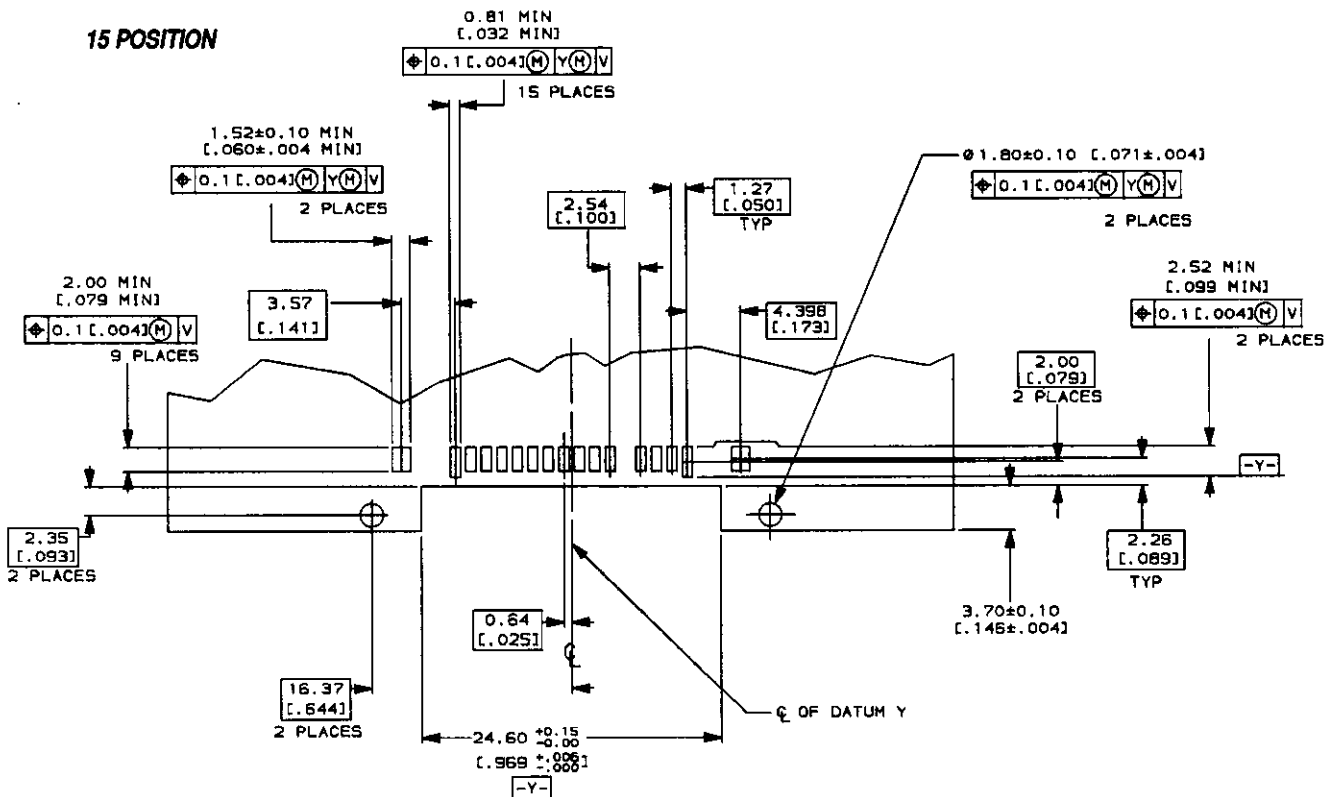 15 POSITION
0.81 MIN
[.032 MIN]
⌖ 0.1[.004]Ⓜ YⓂ V
15 PLACES
1.52±0.10 MIN
[.060±.004 MIN]
⌖ 0.1[.004]Ⓜ YⓂ V
2 PLACES
Ø1.80±0.10 [.071±.004]
⌖ 0.1[.004]Ⓜ YⓂ V
2 PLACES
2.54
[.100]
1.27
[.050]
TYP
2.00 MIN
[.079 MIN]
⌖ 0.1[.004]Ⓜ V
9 PLACES
3.57
[.141]
4.398
[.173]
2.52 MIN
[.099 MIN]
⌖ 0.1[.004]Ⓜ V
2 PLACES
2.00
[.079]
2 PLACES
-Y-
2.35
[.093]
2 PLACES
2.26
[.089]
TYP
3.70±0.10
[.146±.004]
0.64
[.025]
℄
16.37
[.644]
2 PLACES
℄ OF DATUM Y
24.60 +0.15 -0.00
[.969 +.006 -.000]
-Y-